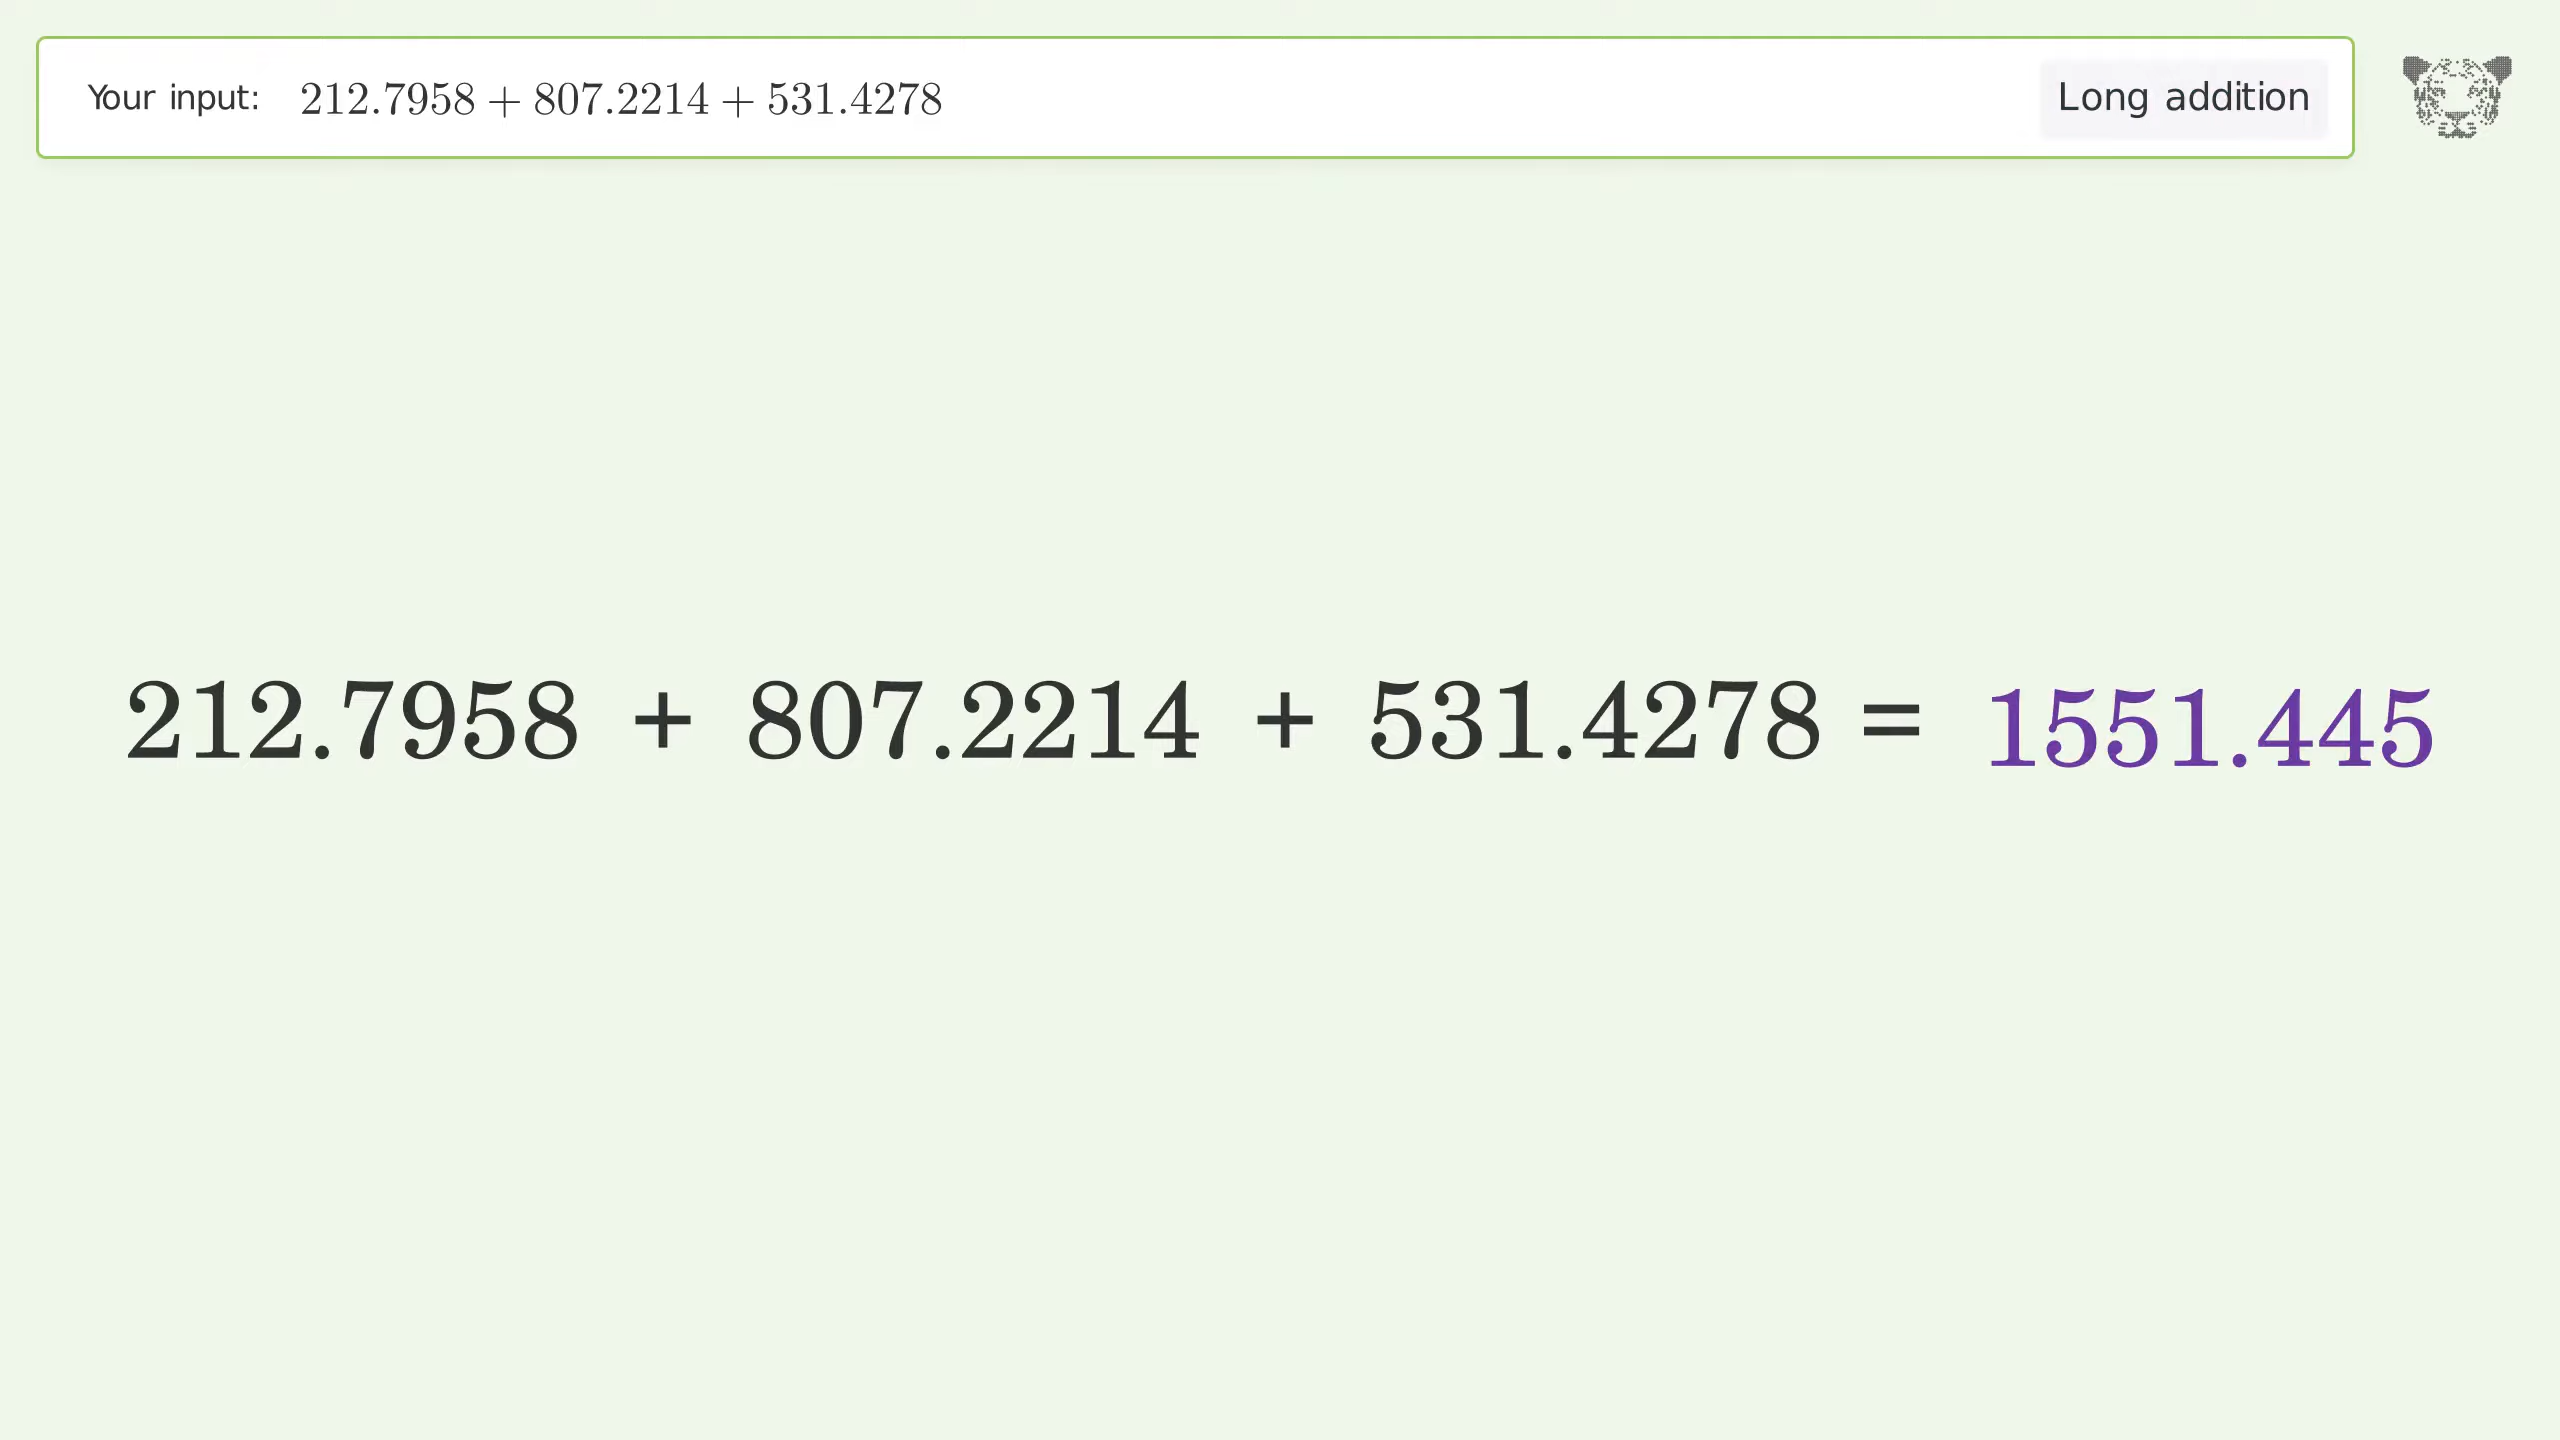 Your input: 212.7958 + 807.2214 + 531.4278 Long addition
212.7958 + 807.2214 + 531.4278 = 1551.445